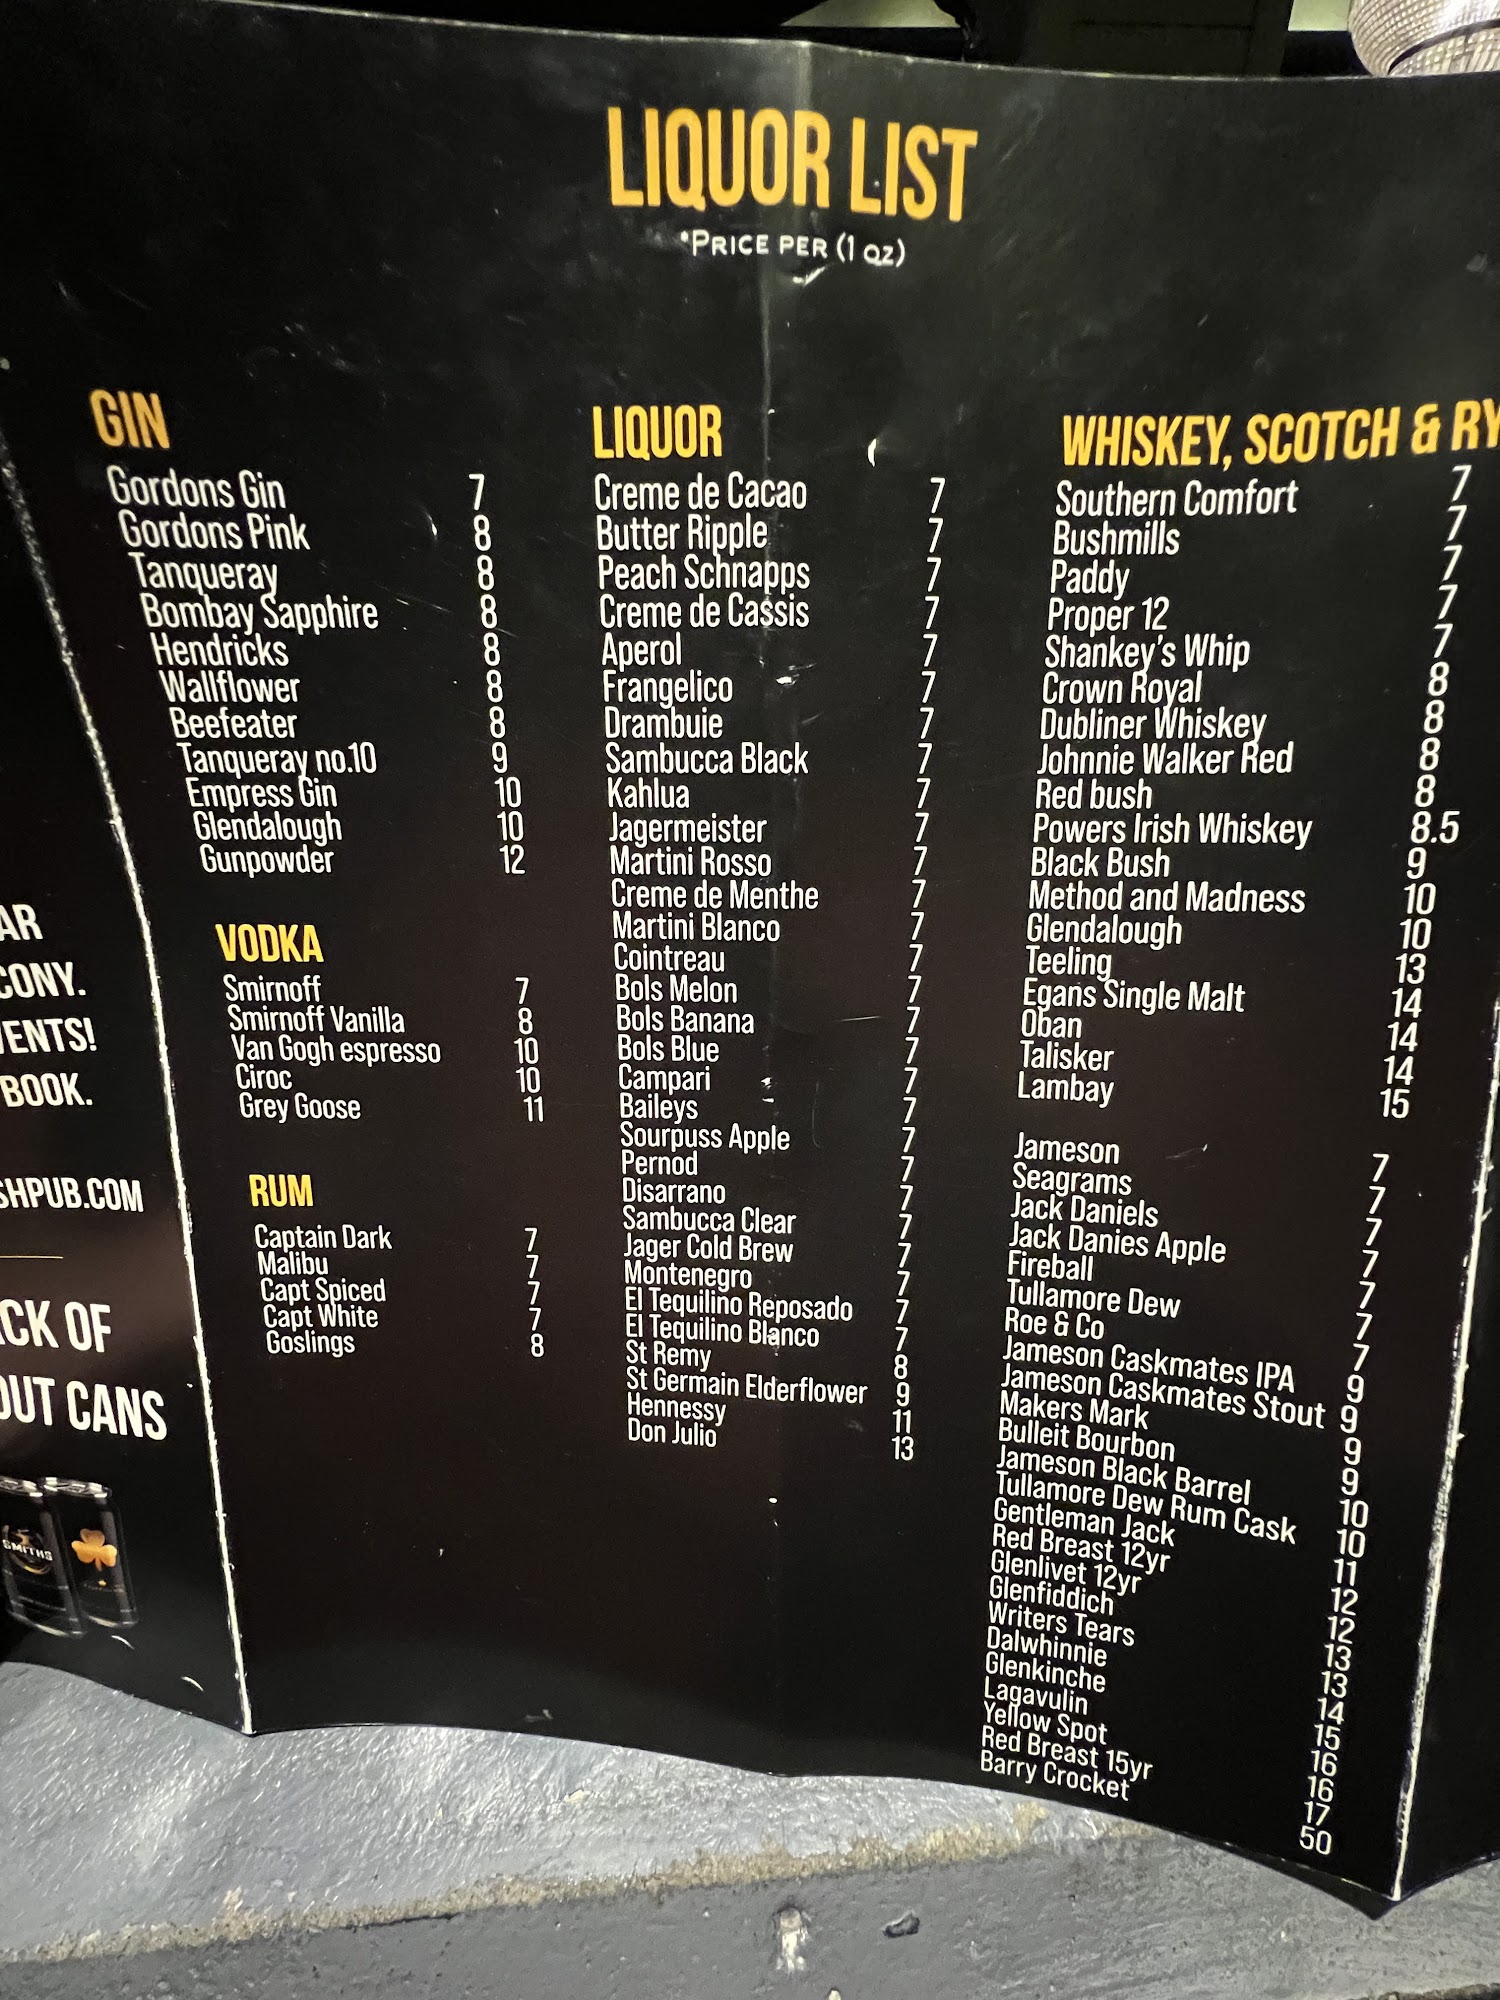 AR
CONY.
VENTS!
BOOK.
SHPUB.COM
CK OF
OUT CANS
SMITHS
LIQUOR LIST
*PRICE PER (1 OZ)
GIN
Gordons Gin 7
Gordons Pink 8
Tanqueray 8
Bombay Sapphire 8
Hendricks 8
Wallflower 8
Beefeater 8
Tanqueray no.10 9
Empress Gin 10
Glendalough 10
Gunpowder 12
VODKA
Smirnoff 7
Smirnoff Vanilla 8
Van Gogh espresso 10
Ciroc 10
Grey Goose 11
RUM
Captain Dark 7
Malibu 7
Capt Spiced 7
Capt White 7
Goslings 8
LIQUOR
Creme de Cacao 7
Butter Ripple 7
Peach Schnapps 7
Creme de Cassis 7
Aperol 7
Frangelico 7
Drambuie 7
Sambucca Black 7
Kahlua 7
Jagermeister 7
Martini Rosso 7
Creme de Menthe 7
Martini Blanco 7
Cointreau 7
Bols Melon 7
Bols Banana 7
Bols Blue 7
Campari 7
Baileys 7
Sourpuss Apple 7
Pernod 7
Disarrano 7
Sambucca Clear 7
Jager Cold Brew 7
Montenegro 7
El Tequilino Reposado 7
El Tequilino Blanco 7
St Remy 8
St Germain Elderflower 9
Hennessy 11
Don Julio 13
WHISKEY, SCOTCH & RY
Southern Comfort 7
Bushmills 7
Paddy 7
Proper 12 7
Shankey's Whip 7
Crown Royal 8
Dubliner Whiskey 8
Johnnie Walker Red 8
Red bush 8
Powers Irish Whiskey 8.5
Black Bush 9
Method and Madness 10
Glendalough 10
Teeling 13
Egans Single Malt 14
Oban 14
Talisker 14
Lambay 15
Jameson 7
Seagrams 7
Jack Daniels 7
Jack Danies Apple 7
Fireball 7
Tullamore Dew 7
Roe & Co 7
Jameson Caskmates IPA 9
Jameson Caskmates Stout 9
Makers Mark 9
Bulleit Bourbon 9
Jameson Black Barrel 10
Tullamore Dew Rum Cask 10
Gentleman Jack 11
Red Breast 12yr 12
Glenlivet 12yr 12
Glenfiddich 13
Writers Tears 13
Dalwhinnie 14
Glenkinche 15
Lagavulin 16
Yellow Spot 16
Red Breast 15yr 17
Barry Crocket 50